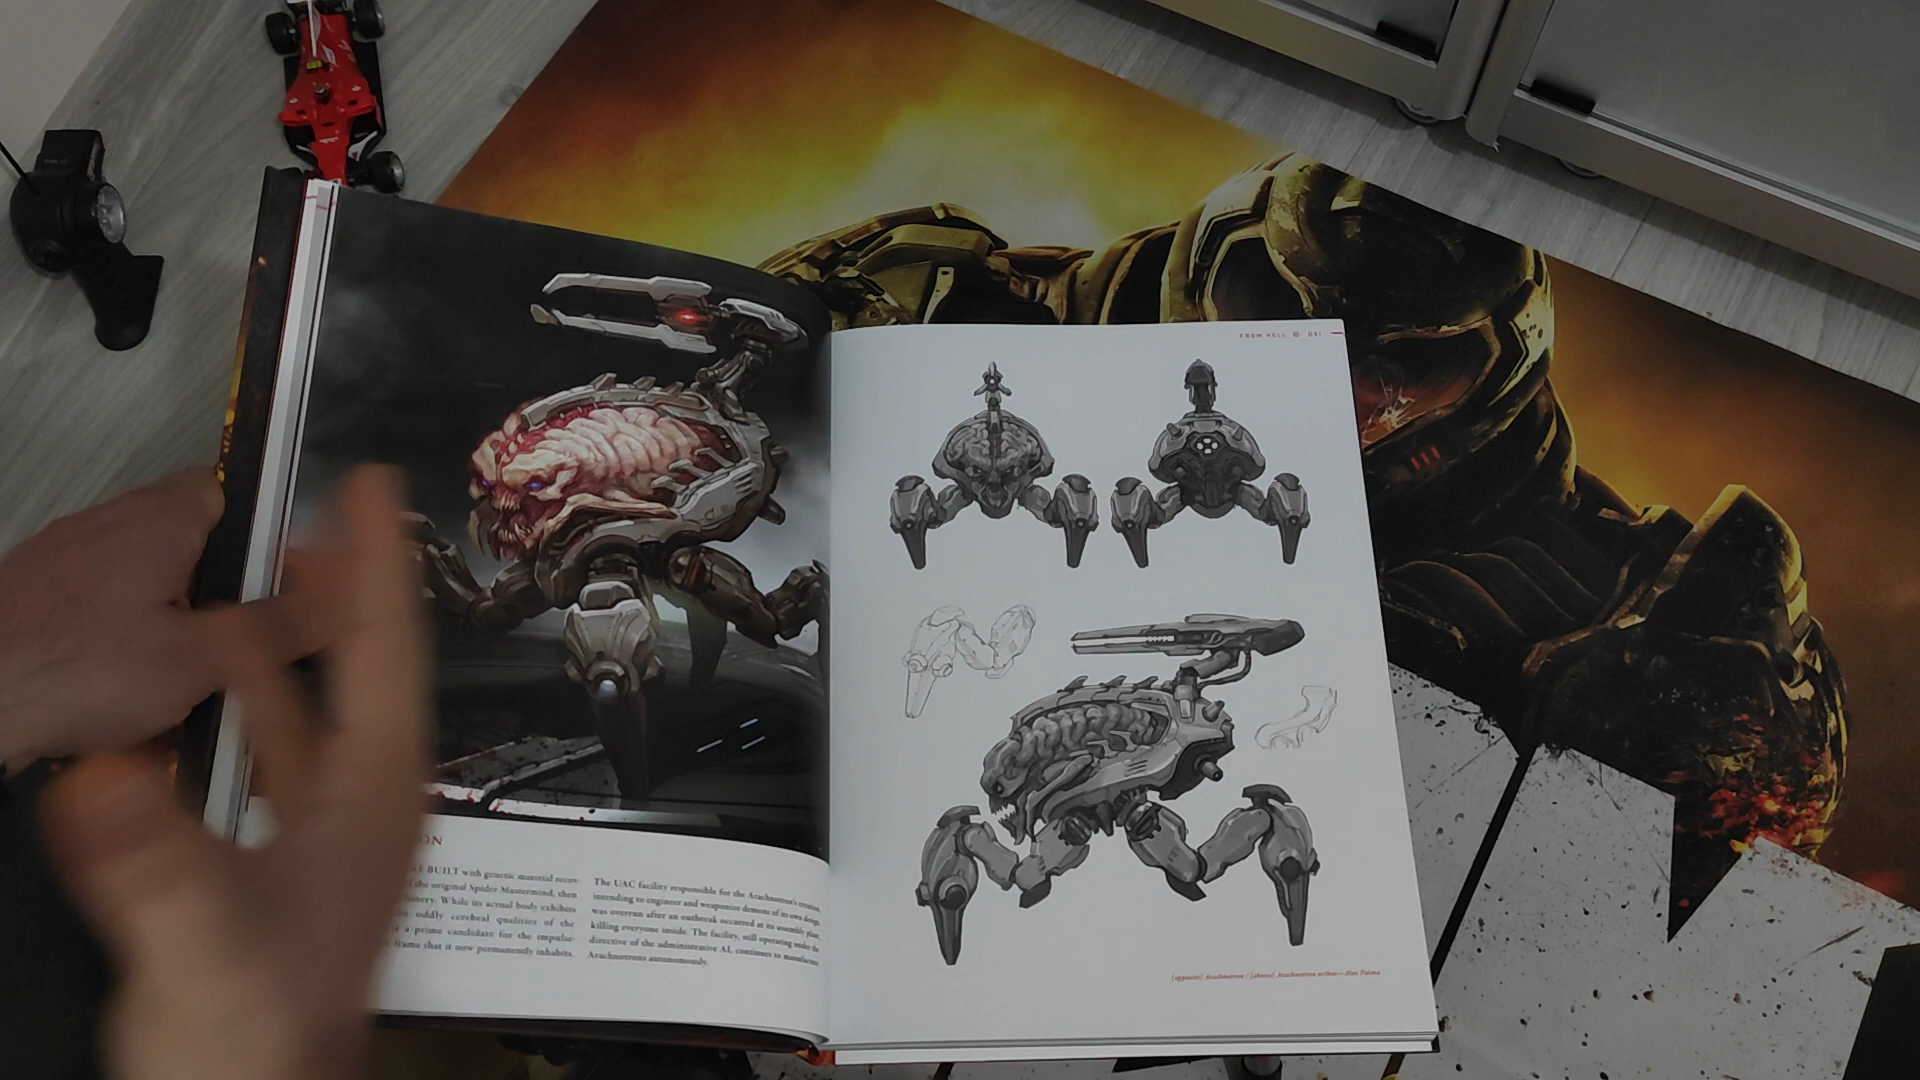 FROM HELL
ON
BUILT with genetic material recov-
the original Spider Mastermind, then
While its actual body exhibits
oddly cerebral qualities of the
s a prime candidate for the impulse-
frame that it now permanently inhabits.
The UAC facility responsible for the Arachnotron's creation,
intending to engineer and weaponize demons of its own design,
was overrun after an outbreak occurred at its assembly plant,
killing everyone inside. The facility, still operating under the
directive of the administrative AI, continues to manufacture
Arachnotrons autonomously.
[opposite] Arachnotron / [above] Arachnotron orthos—Alex Palma